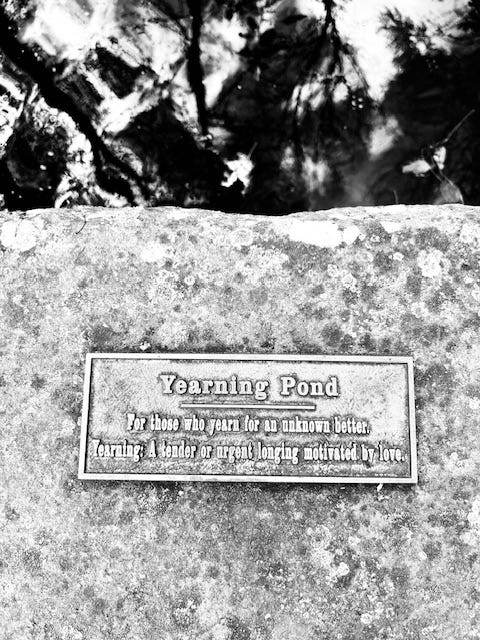 Yearning Pond
For those who yearn for an unknown better.
Yearning: A tender or urgent longing motivated by love.